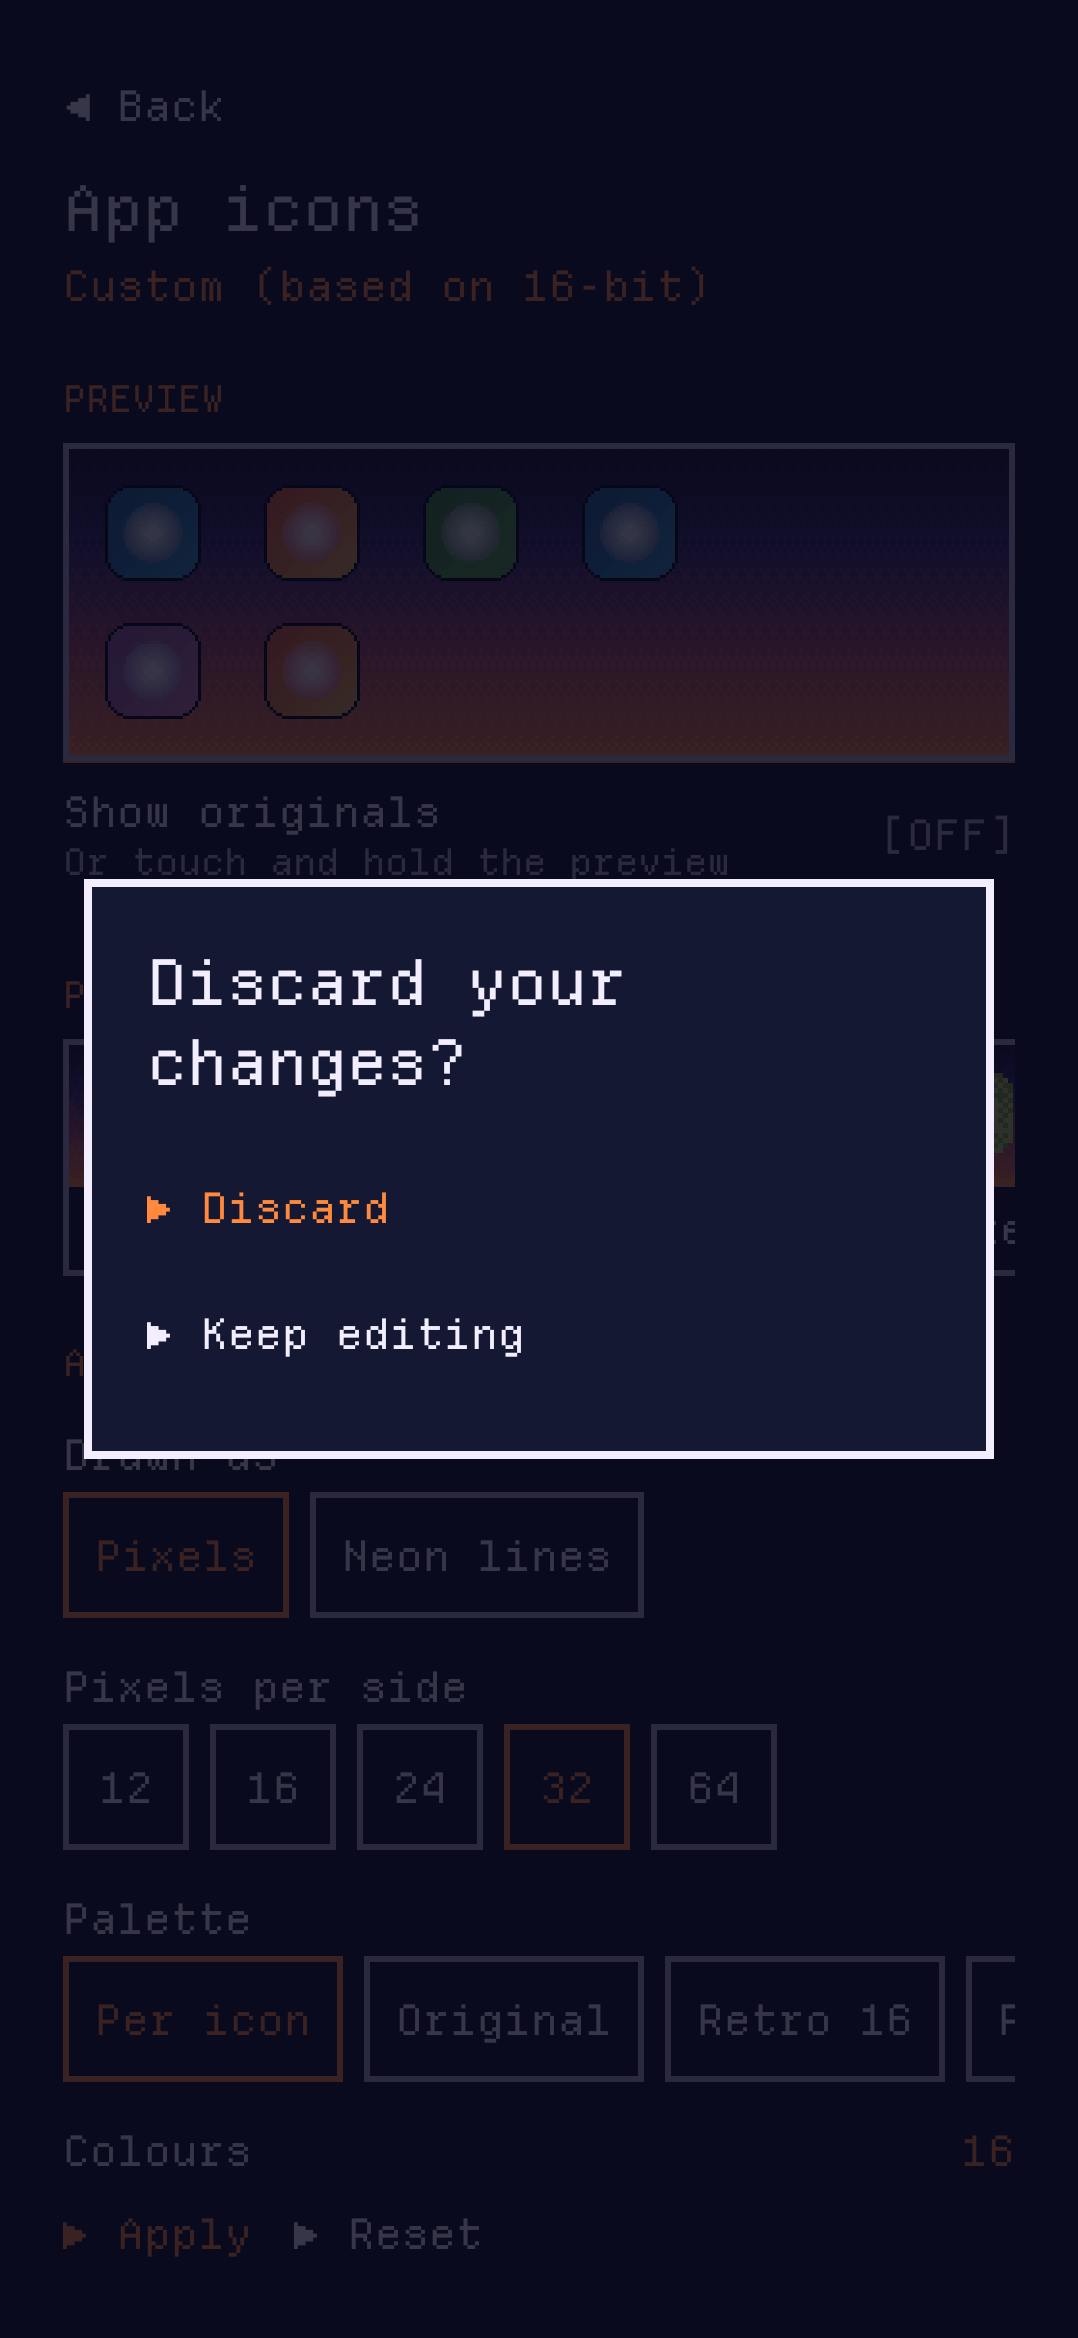 Back
App icons
Custom (based on 16-bit)
PREVIEW
Show originals
[OFF]
Or touch and hold the preview
Discard your
changes?
Discard
Keep editing
Pixels
Neon lines
Pixels per side
12 16 24 32 64
Palette
Per icon Original Retro 16
Colours 16
Apply Reset